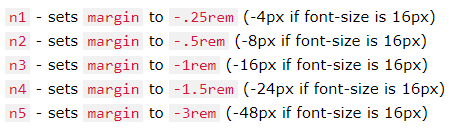 n1 - sets margin to -.25rem (-4px if font-size is 16px)
n2 - sets margin to -.5rem (-8px if font-size is 16px)
n3 - sets margin to -1rem (-16px if font-size is 16px)
n4 - sets margin to -1.5rem (-24px if font-size is 16px)
n5 - sets margin to -3rem (-48px if font-size is 16px)